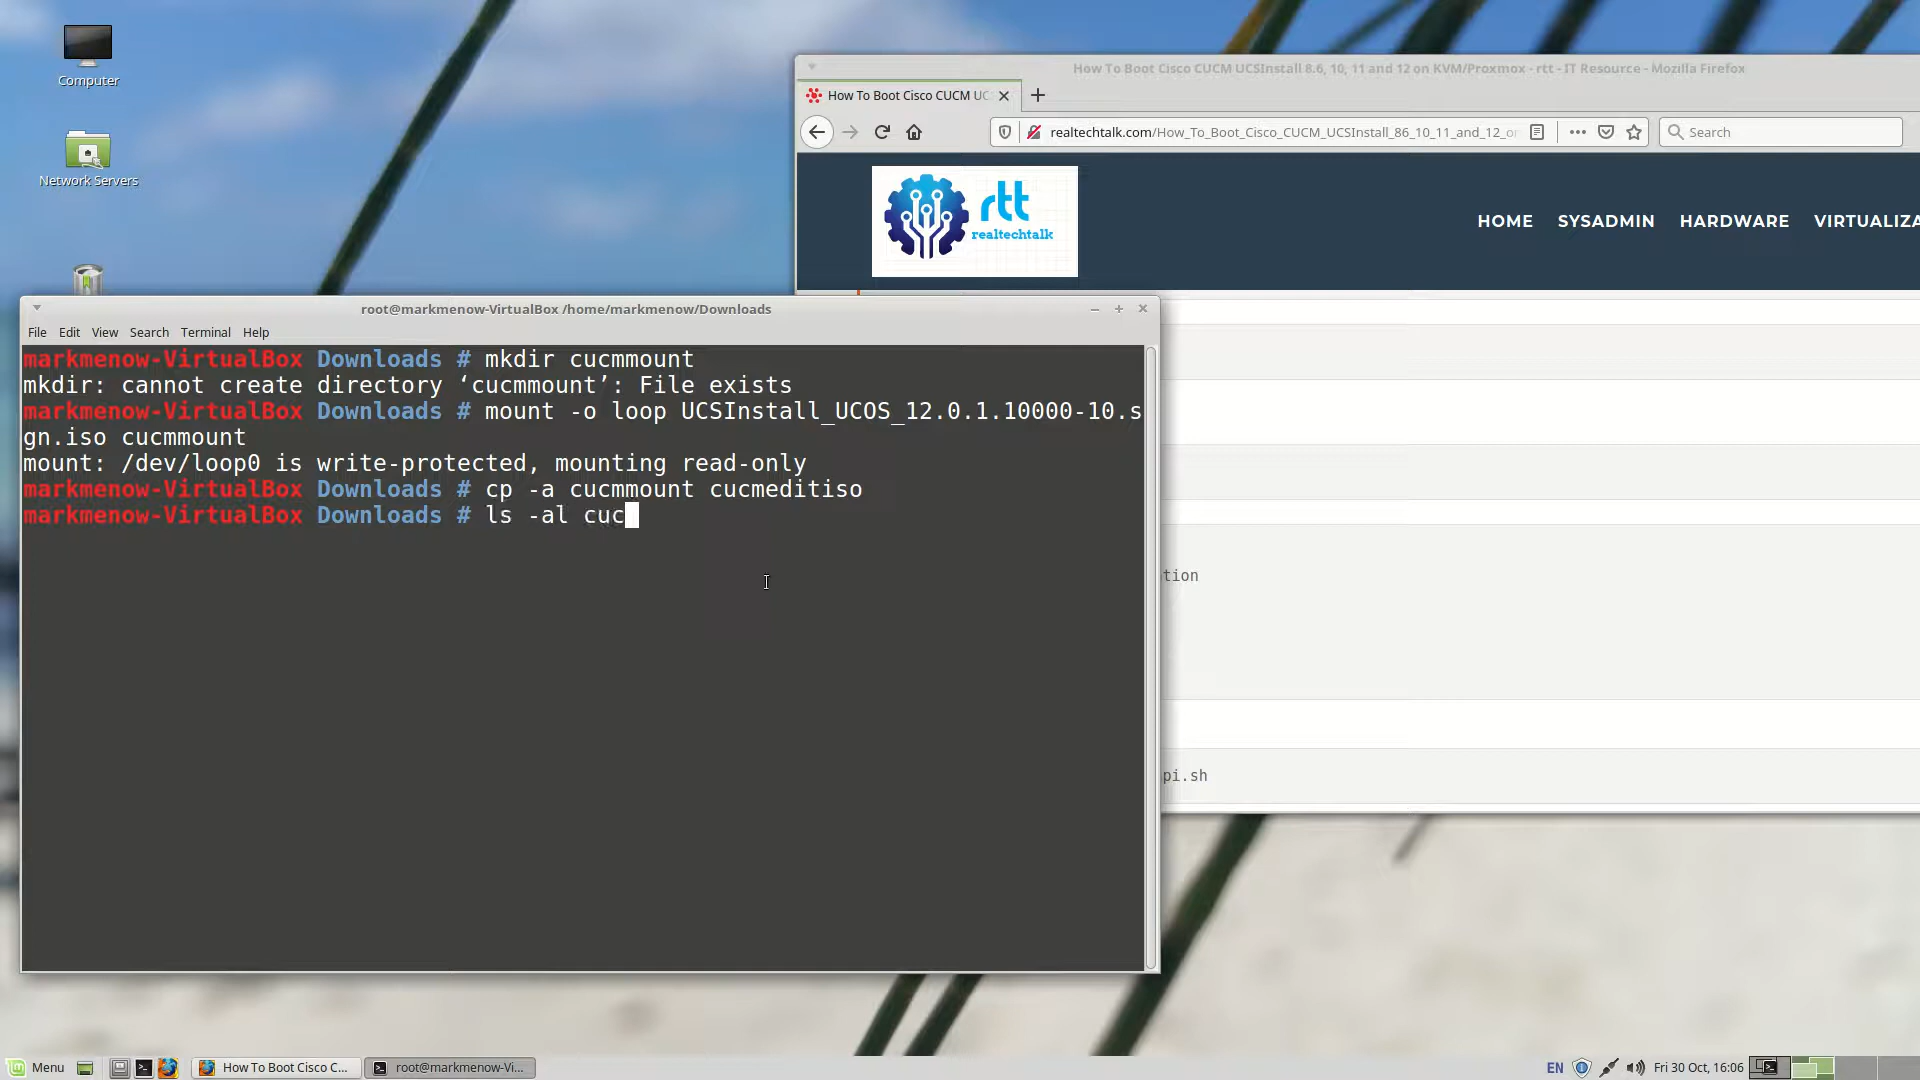 Computer
Network Servers
How To Boot Cisco CUCM UCSInstall 8.6, 10, 11 and 12 on KVM/Proxmox - rtt - IT Resource - Mozilla Firefox
How To Boot Cisco CUCM UC
realtechtalk.com/How_To_Boot_Cisco_CUCM_UCSInstall_86_10_11_and_12_o
Search
rtt
realtechtalk
HOME SYSADMIN HARDWARE VIRTUALIZA
root@markmenow-VirtualBox /home/markmenow/Downloads
File Edit View Search Terminal Help
markmenow-VirtualBox Downloads # mkdir cucmmount
mkdir: cannot create directory ‘cucmmount’: File exists
markmenow-VirtualBox Downloads # mount -o loop UCSInstall_UCOS_12.0.1.10000-10.s
gn.iso cucmmount
mount: /dev/loop0 is write-protected, mounting read-only
markmenow-VirtualBox Downloads # cp -a cucmmount cucmeditiso
markmenow-VirtualBox Downloads # ls -al cuc
tion
pi.sh
Menu
How To Boot Cisco C...
root@markmenow-Vi...
EN
Fri 30 Oct, 16:06